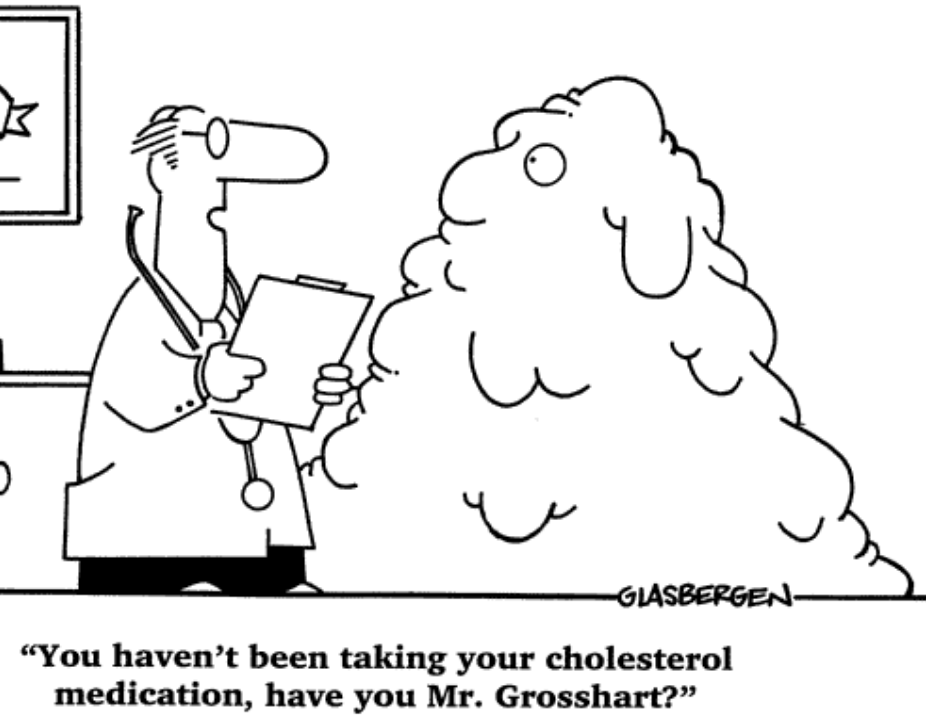 GLASBERGEN
“You haven’t been taking your cholesterol
medication, have you Mr. Grosshart?”